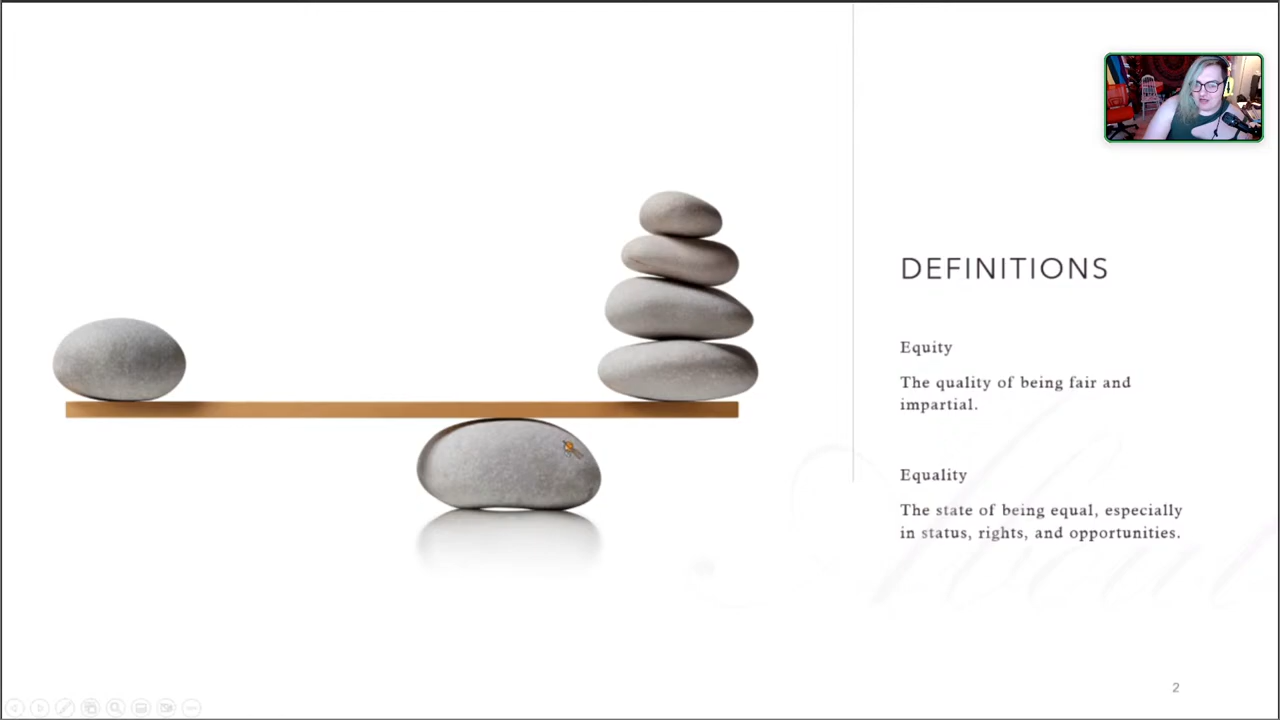 DEFINITIONS
Equity
The quality of being fair and
impartial.
Equality
The state of being equal, especially
in status, rights, and opportunities.
2